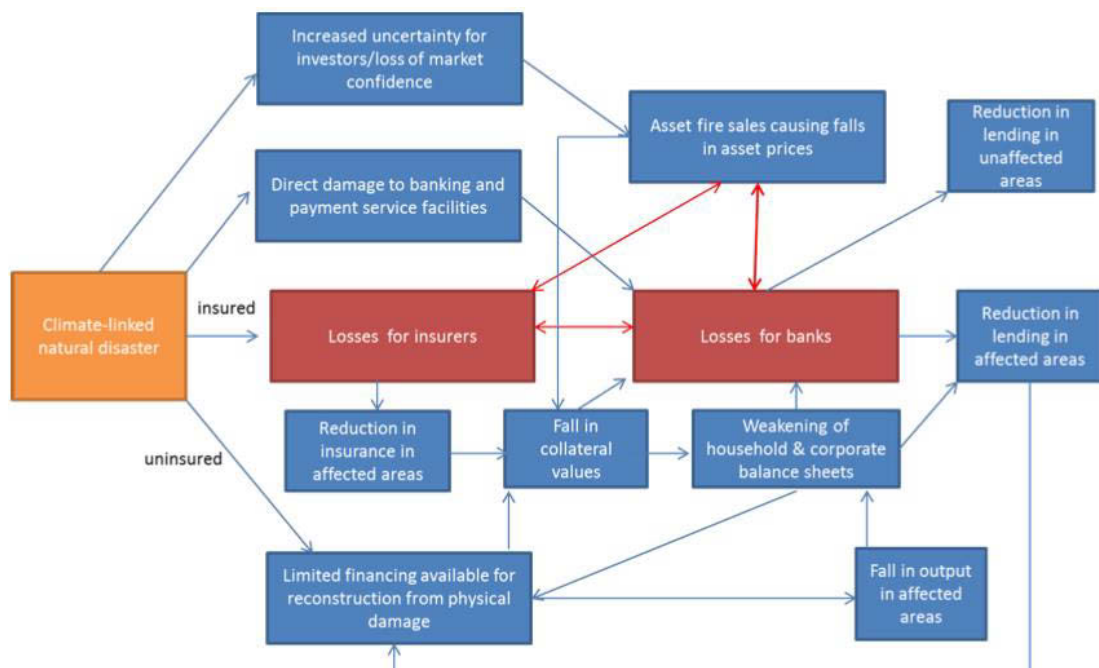 Increased uncertainty for
investors/loss of market
confidence
Asset fire sales causing falls
in asset prices
Reduction in
lending in
unaffected
areas
Direct damage to banking and
payment service facilities
Climate-linked
natural disaster
insured
Losses for insurers
Losses for banks
Reduction in
lending in
affected areas
uninsured
Reduction in
insurance in
affected areas
Fall in
collateral
values
Weakening of
household & corporate
balance sheets
Limited financing available for
reconstruction from physical
damage
Fall in output
in affected
areas